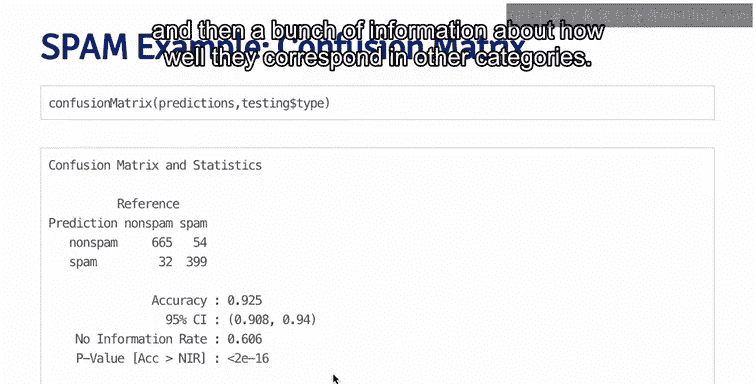 and then a bunch of information about how
well they correspond in other categories.
SPAM Example: Confusion Matrix
confusionMatrix(predictions,testing$type)
Confusion Matrix and Statistics
Reference
Prediction nonspam spam
nonspam 665 54
spam 32 399
Accuracy : 0.925
95% CI : (0.908, 0.94)
No Information Rate : 0.606
P-Value [Acc > NIR] : <2e-16